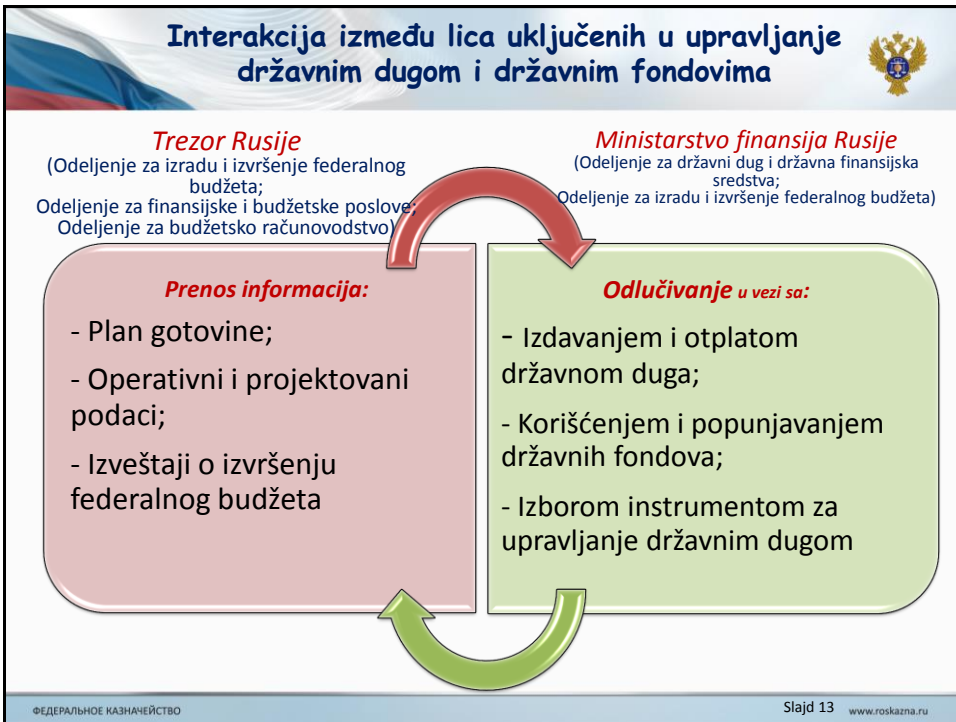 Interakcija između lica uključenih u upravljanje
državnim dugom i državnim fondovima
Trezor Rusije
(Odeljenje za izradu i izvršenje federalnog
budžeta;
Odeljenje za finansijske i budžetske poslove;
Odeljenje za budžetsko računovodstvo)
Ministarstvo finansija Rusije
(Odeljenje za državni dug i državna finansijska
sredstva;
Odeljenje za izradu i izvršenje federalnog budžeta)
Prenos informacija:
- Plan gotovine;
- Operativni i projektovani
podaci;
- Izveštaji o izvršenju
federalnog budžeta
Odlučivanje u vezi sa:
- Izdavanjem i otplatom
državnom duga;
- Korišćenjem i popunjavanjem
državnih fondova;
- Izborom instrumentom za
upravljanje državnim dugom
ФЕДЕРАЛЬНОЕ КАЗНАЧЕЙСТВО
Slajd 13
www.roskazna.ru